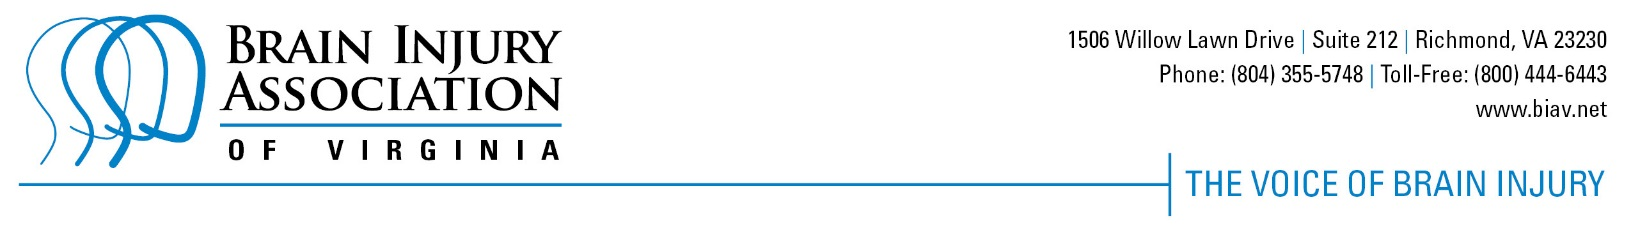 BRAIN INJURY
ASSOCIATION
OF VIRGINIA
1506 Willow Lawn Drive | Suite 212 | Richmond, VA 23230
Phone: (804) 355-5748 | Toll-Free: (800) 444-6443
www.biav.net
THE VOICE OF BRAIN INJURY